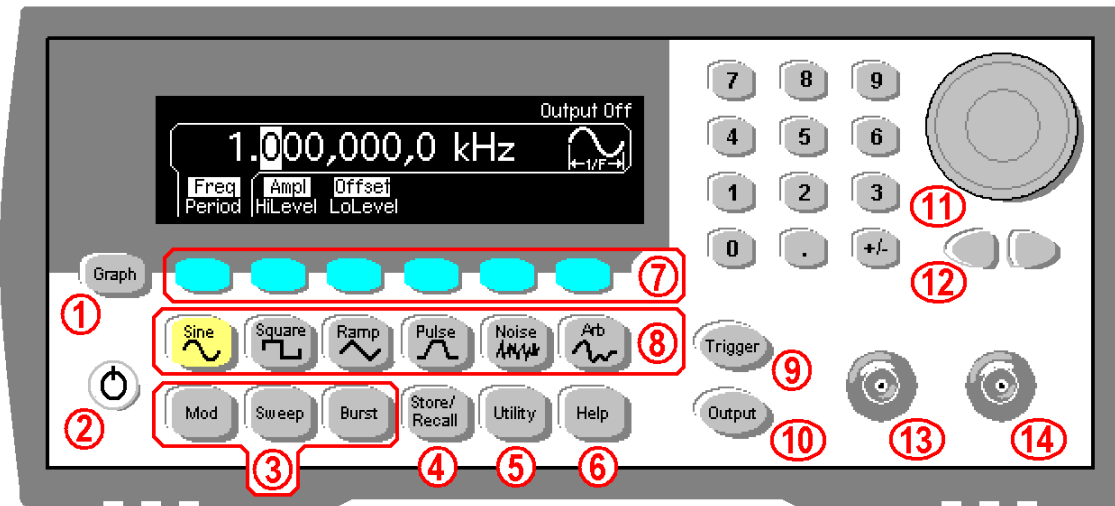 Output Off
1.000,000,0 kHz
←1/F→
Freq Ampl Offset
Period HiLevel LoLevel
7 8 9
4 5 6
1 2 3
11
0 . +/-
12
Graph
1
7
Sine Square Ramp Pulse Noise Arb
8
Trigger
9
2
Mod Sweep Burst Store/
Recall Utility Help
Output
10
3 4 5 6
13 14